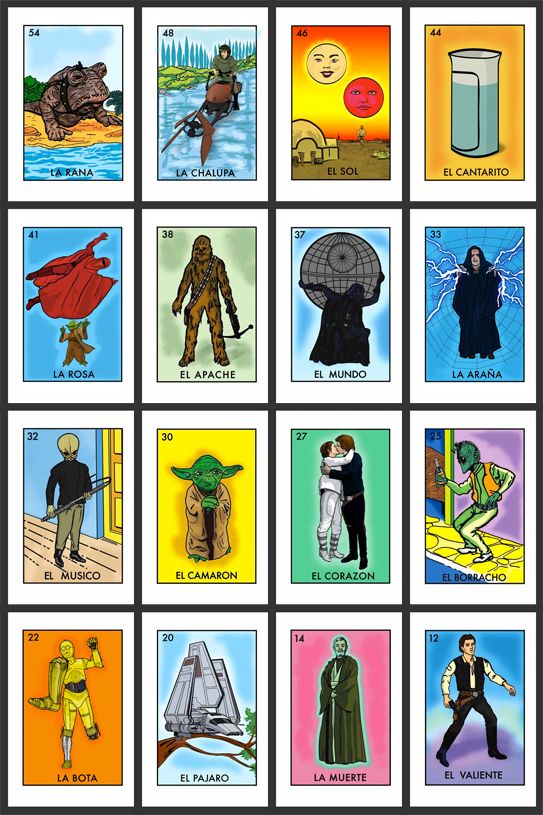 54
LA RANA
48
LA CHALUPA
46
EL SOL
44
EL CANTARITO
41
LA ROSA
38
EL APACHE
37
EL MUNDO
33
LA ARAÑA
32
EL MUSICO
30
EL CAMARON
27
EL CORAZON
25
EL BORRACHO
22
LA BOTA
20
EL PAJARO
14
LA MUERTE
12
EL VALIENTE